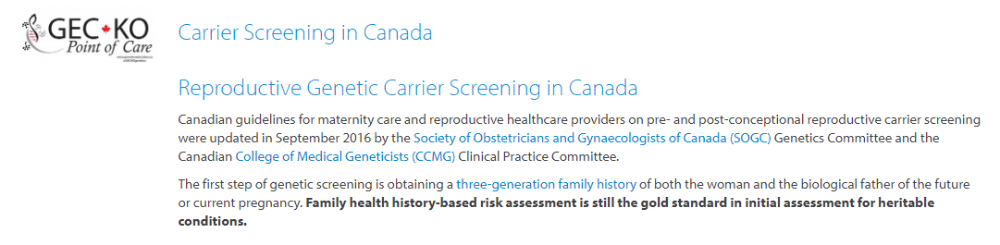 GEC KO
Point of Care
Carrier Screening in Canada
Reproductive Genetic Carrier Screening in Canada
Canadian guidelines for maternity care and reproductive healthcare providers on pre- and post-conceptional reproductive carrier screening
were updated in September 2016 by the Society of Obstetricians and Gynaecologists of Canada (SOGC) Genetics Committee and the
Canadian College of Medical Geneticists (CCMG) Clinical Practice Committee.
The first step of genetic screening is obtaining a three-generation family history of both the woman and the biological father of the future
or current pregnancy. Family health history-based risk assessment is still the gold standard in initial assessment for heritable
conditions.